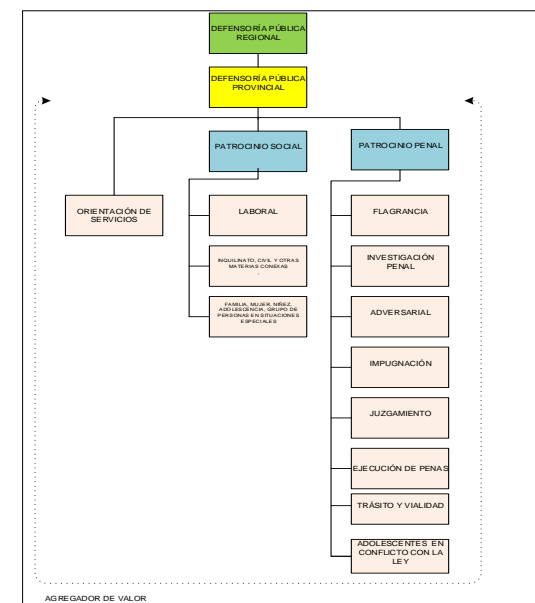 DEFENSORÍA PÚBLICA
REGIONAL
DEFENSORÍA PÚBLICA
PROVINCIAL
PATROCINIO SOCIAL
PATROCINIO PENAL
ORIENTACIÓN DE
SERVICIOS
LABORAL
INQUILINATO, CIVIL Y OTRAS
MATERIAS CONEXAS
.
FAMILIA, MUJER, NIÑEZ,
ADOLESCENCIA, GRUPO DE
PERSONAS EN SITUACIONES
ESPECIALES
FLAGRANCIA
INVESTIGACIÓN
PENAL
ADVERSARIAL
IMPUGNACIÓN
JUZGAMIENTO
EJECUCIÓN DE PENAS
TRÁSITO Y VIALIDAD
ADOLESCENTES EN
CONFLICTO CON LA
LEY
AGREGADOR DE VALOR